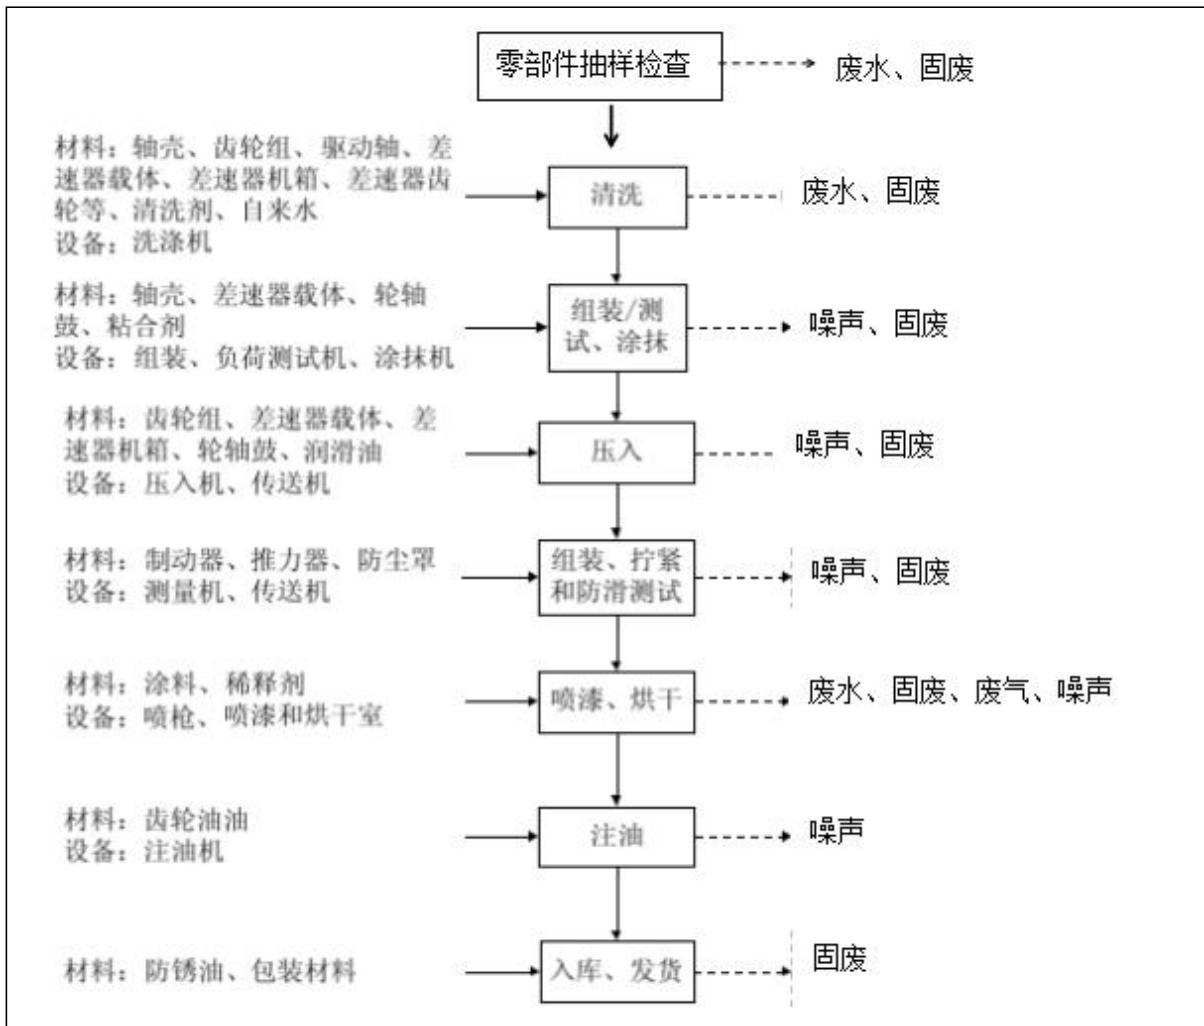 零部件抽样检查
废水、固废
材料：轴壳、齿轮组、驱动轴、差
速器载体、差速器机箱、差速器齿
轮等、清洗剂、自来水
设备：洗涤机
清洗
废水、固废
材料：轴壳、差速器载体、轮轴
鼓、粘合剂
设备：组装、负荷测试机、涂抹机
组装/测
试、涂抹
噪声、固废
材料：齿轮组、差速器载体、差
速器机箱、轮轴鼓、润滑油
设备：压入机、传送机
压入
噪声、固废
材料：制动器、推力器、防尘罩
设备：测量机、传送机
组装、拧紧
和防滑测试
噪声、固废
材料：涂料、稀释剂
设备：喷枪、喷漆和烘干室
喷漆、烘干
废水、固废、废气、噪声
材料：齿轮油油
设备：注油机
注油
噪声
材料：防锈油、包装材料
入库、发货
固废